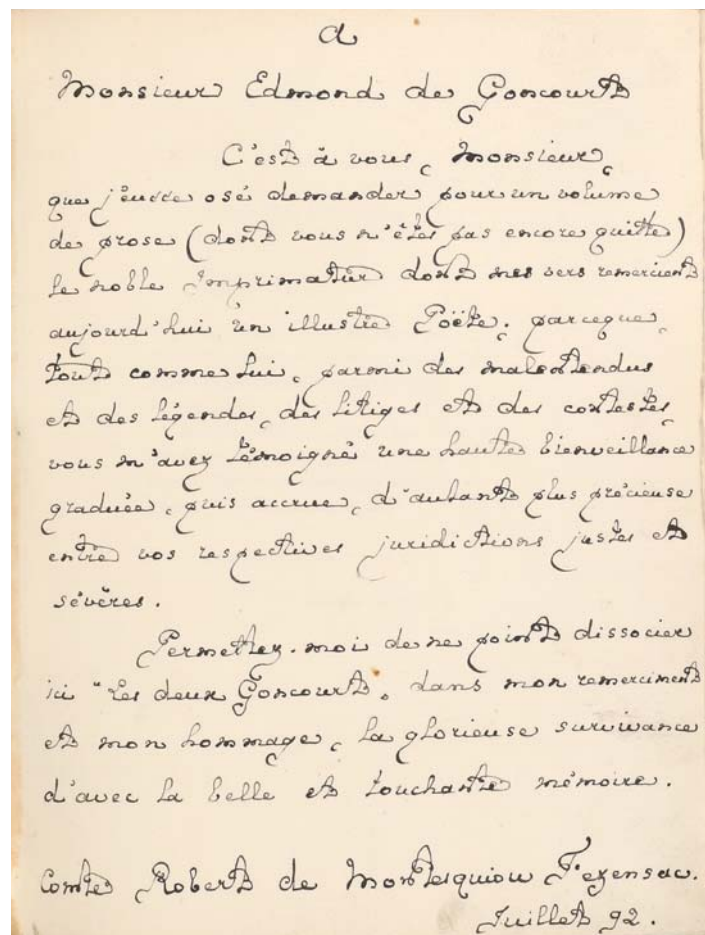 à
Monsieur Edmond de Goncourt
C'est à vous, Monsieur,
que j'eusse osé demander pour un volume
de prose (dont vous n'êtes pas encore quitte)
le noble Imprimatur dont mes vers remercient
aujourd'hui un illustre Poëte; parceque,
tout comme lui, parmi des malentendus
et des légendes, des litiges et des contestes,
vous m'avez témoigné une haute bienveillance
graduée, puis accrue, d'autant plus précieuse
entre vos respectives juridictions justes et
sévères.
Permettez-moi de ne point dissocier
ici "Les deux Goncourt", dans mon remerciment
et mon hommage, la glorieuse survivance
d'avec la belle et touchante mémoire.
Comte Robert de Montesquiou Fezensac.
Juillet 92.